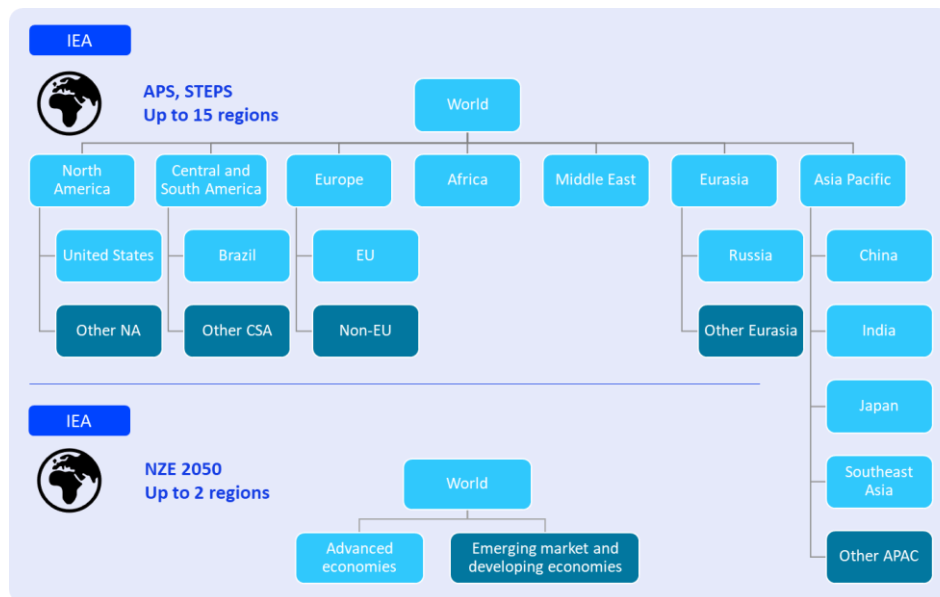 IEA
APS, STEPS
Up to 15 regions
World
North
America
Central and
South America
Europe
Africa
Middle East
Eurasia
Asia Pacific
United States
Brazil
EU
Russia
China
Other NA
Other CSA
Non-EU
Other Eurasia
India
Japan
Southeast
Asia
Other APAC
IEA
NZE 2050
Up to 2 regions
World
Advanced
economies
Emerging market and
developing economies